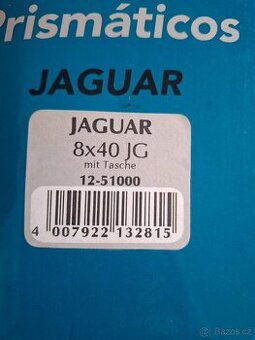 Prismáticos
JAGUAR
JAGUAR
8x40 JG
mit Tasche
12-51000
4 007922 132815
Bazos.cz